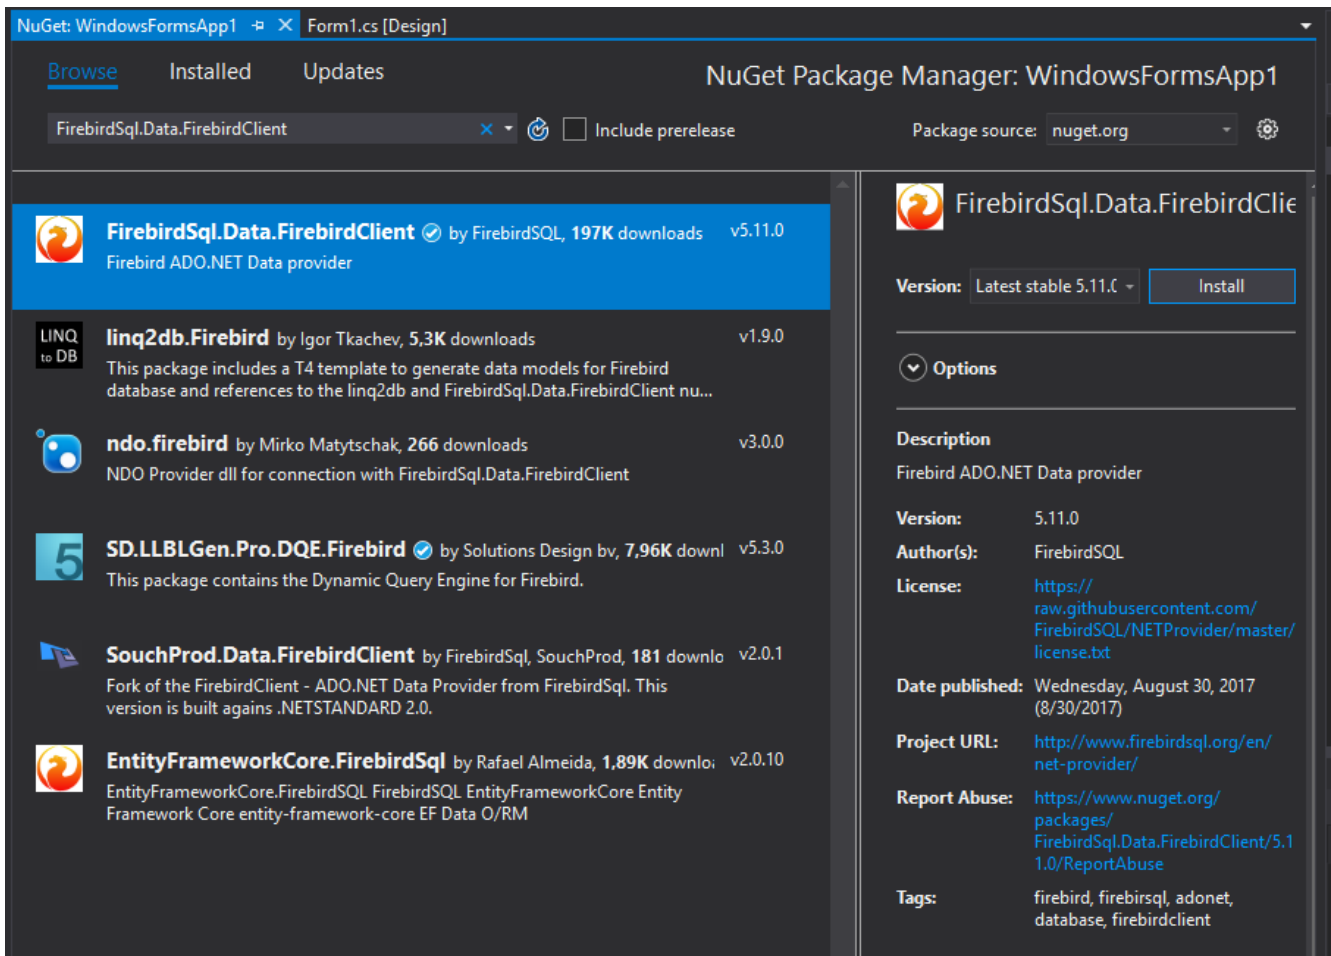 NuGet: WindowsFormsApp1
Form1.cs [Design]
Browse Installed Updates
NuGet Package Manager: WindowsFormsApp1
FirebirdSql.Data.FirebirdClient
Include prerelease
Package source: nuget.org
FirebirdSql.Data.FirebirdClient by FirebirdSQL, 197K downloads v5.11.0
Firebird ADO.NET Data provider
LINQ
to DB
linq2db.Firebird by Igor Tkachev, 5,3K downloads v1.9.0
This package includes a T4 template to generate data models for Firebird
database and references to the linq2db and FirebirdSql.Data.FirebirdClient nu...
ndo.firebird by Mirko Matytschak, 266 downloads v3.0.0
NDO Provider dll for connection with FirebirdSql.Data.FirebirdClient
5
SD.LLBLGen.Pro.DQE.Firebird by Solutions Design bv, 7,96K downl v5.3.0
This package contains the Dynamic Query Engine for Firebird.
SouchProd.Data.FirebirdClient by FirebirdSql, SouchProd, 181 downlo v2.0.1
Fork of the FirebirdClient - ADO.NET Data Provider from FirebirdSql. This
version is built agains .NETSTANDARD 2.0.
EntityFrameworkCore.FirebirdSql by Rafael Almeida, 1,89K downloa v2.0.10
EntityFrameworkCore.FirebirdSQL FirebirdSQL EntityFrameworkCore Entity
Framework Core entity-framework-core EF Data O/RM
FirebirdSql.Data.FirebirdClie
Version: Latest stable 5.11.0 Install
Options
Description
Firebird ADO.NET Data provider
Version: 5.11.0
Author(s): FirebirdSQL
License: https://
raw.githubusercontent.com/
FirebirdSQL/NETProvider/master/
license.txt
Date published: Wednesday, August 30, 2017
(8/30/2017)
Project URL: http://www.firebirdsql.org/en/
net-provider/
Report Abuse: https://www.nuget.org/
packages/
FirebirdSql.Data.FirebirdClient/5.1
1.0/ReportAbuse
Tags: firebird, firebirsql, adonet,
database, firebirdclient